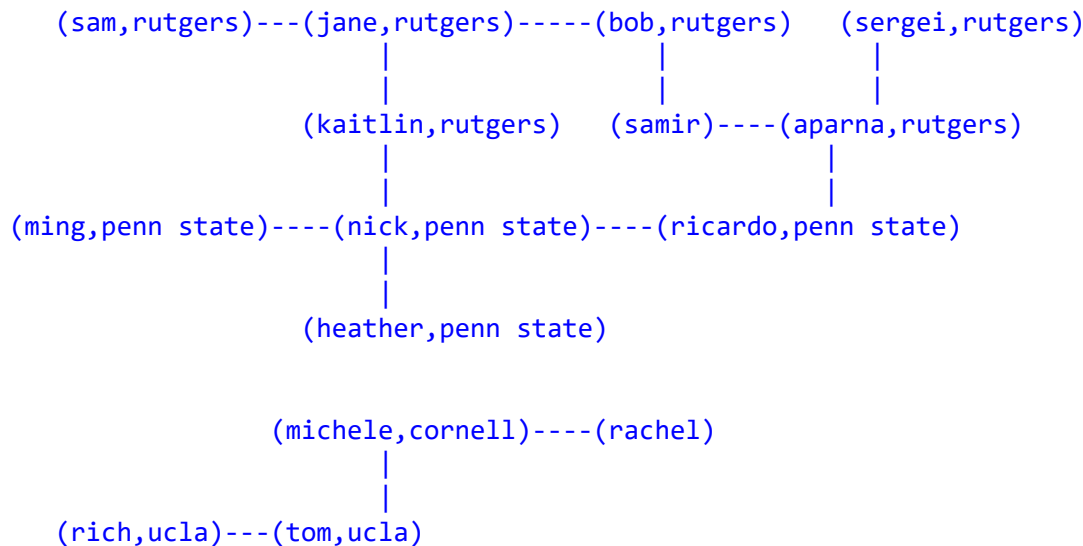 (sam,rutgers)---(jane,rutgers)-----(bob,rutgers)   (sergei,rutgers)
(kaitlin,rutgers)   (samir)----(aparna,rutgers)
(ming,penn state)----(nick,penn state)----(ricardo,penn state)
(heather,penn state)
(michele,cornell)----(rachel)
(rich,ucla)---(tom,ucla)